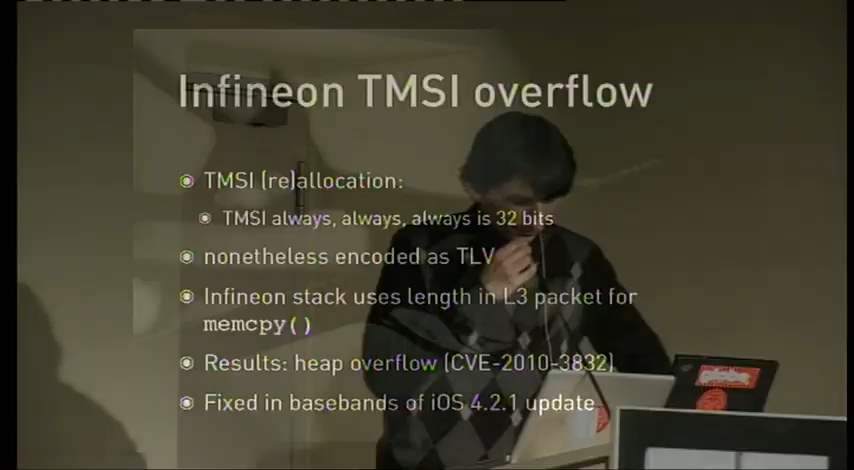 Infineon TMSI overflow
TMSI (re)allocation:
TMSI always, always, always is 32 bits
nonetheless encoded as TLV
Infineon stack uses length in L3 packet for
memcpy()
Results: heap overflow (CVE-2010-3832)
Fixed in basebands of iOS 4.2.1 update